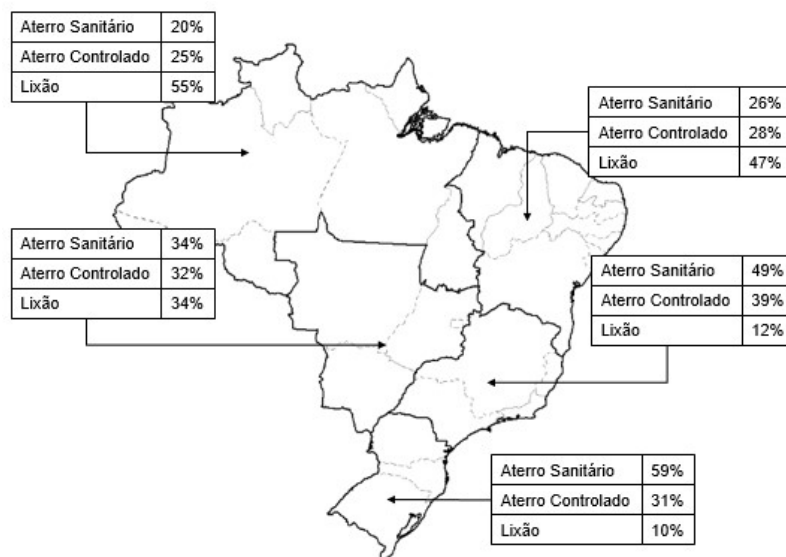 Aterro Sanitário 20%
Aterro Controlado 25%
Lixão 55%
Aterro Sanitário 26%
Aterro Controlado 28%
Lixão 47%
Aterro Sanitário 34%
Aterro Controlado 32%
Lixão 34%
Aterro Sanitário 49%
Aterro Controlado 39%
Lixão 12%
Aterro Sanitário 59%
Aterro Controlado 31%
Lixão 10%